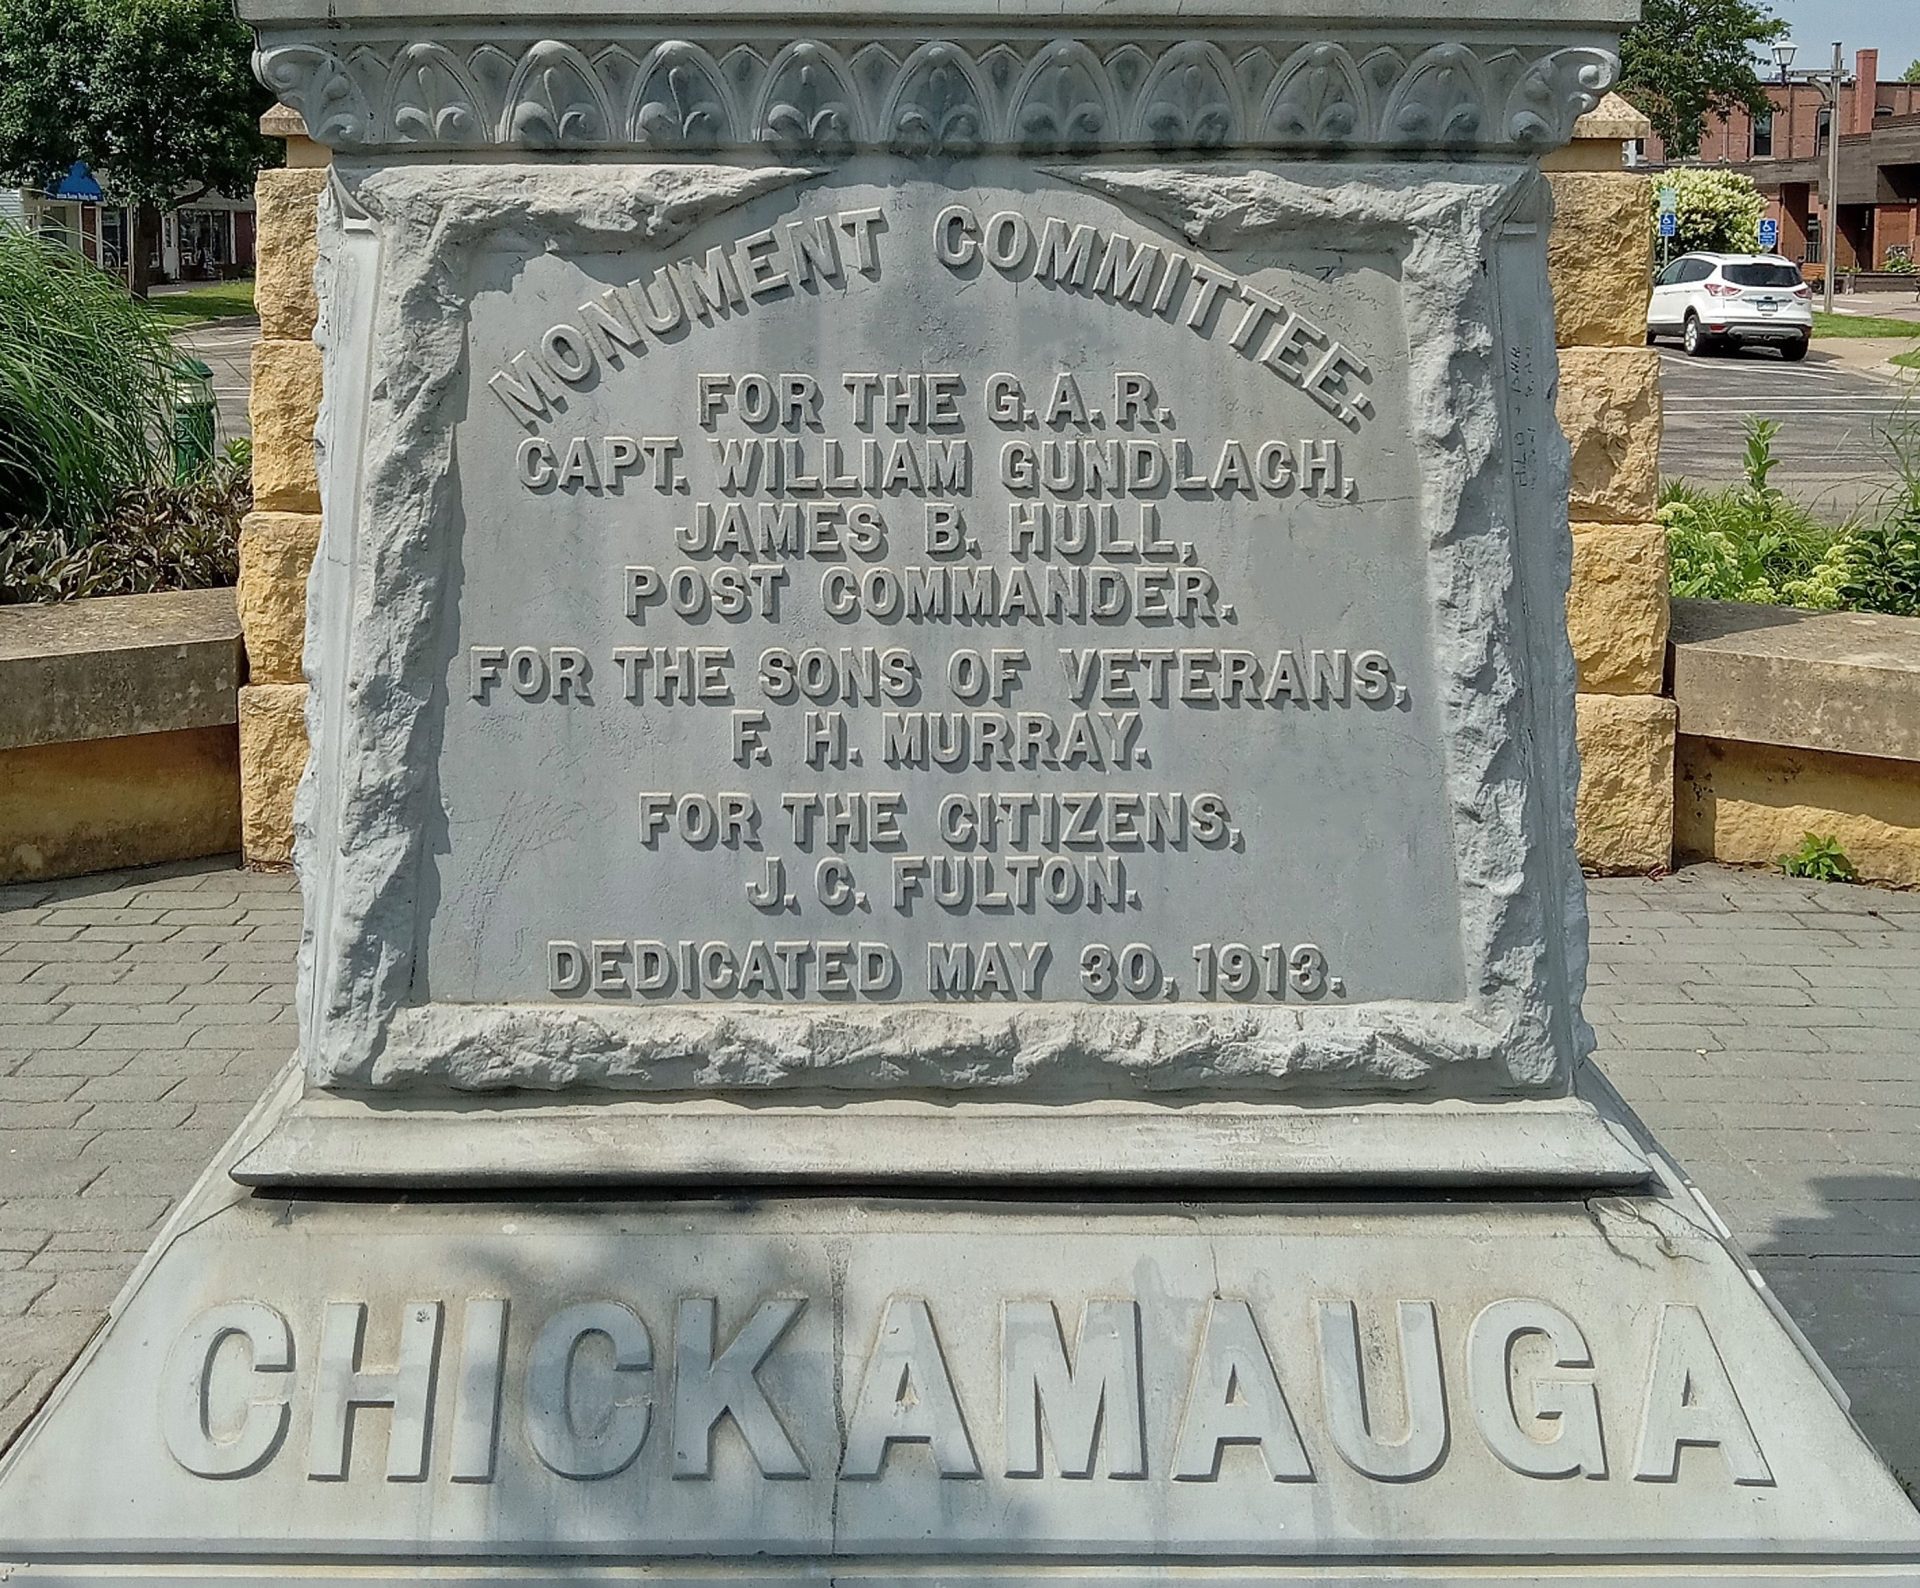 MONUMENT COMMITTEE:
FOR THE G.A.R.
CAPT. WILLIAM GUNDLACH,
JAMES B. HULL,
POST COMMANDER.
FOR THE SONS OF VETERANS,
F. H. MURRAY.
FOR THE CITIZENS,
J. C. FULTON.
DEDICATED MAY 30, 1913.
CHICKAMAUGA